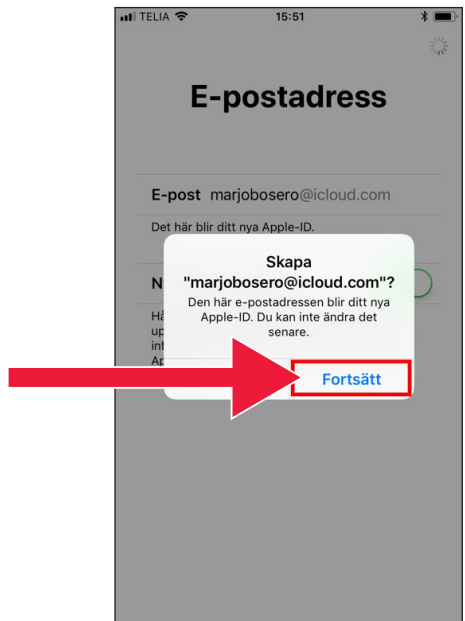 TELIA 15:51
E-postadress
E-post marjobosero@icloud.com
Det här blir ditt nya Apple-ID.
Skapa
"marjobosero@icloud.com"?
Den här e-postadressen blir ditt nya
Apple-ID. Du kan inte ändra det
senare.
Fortsätt